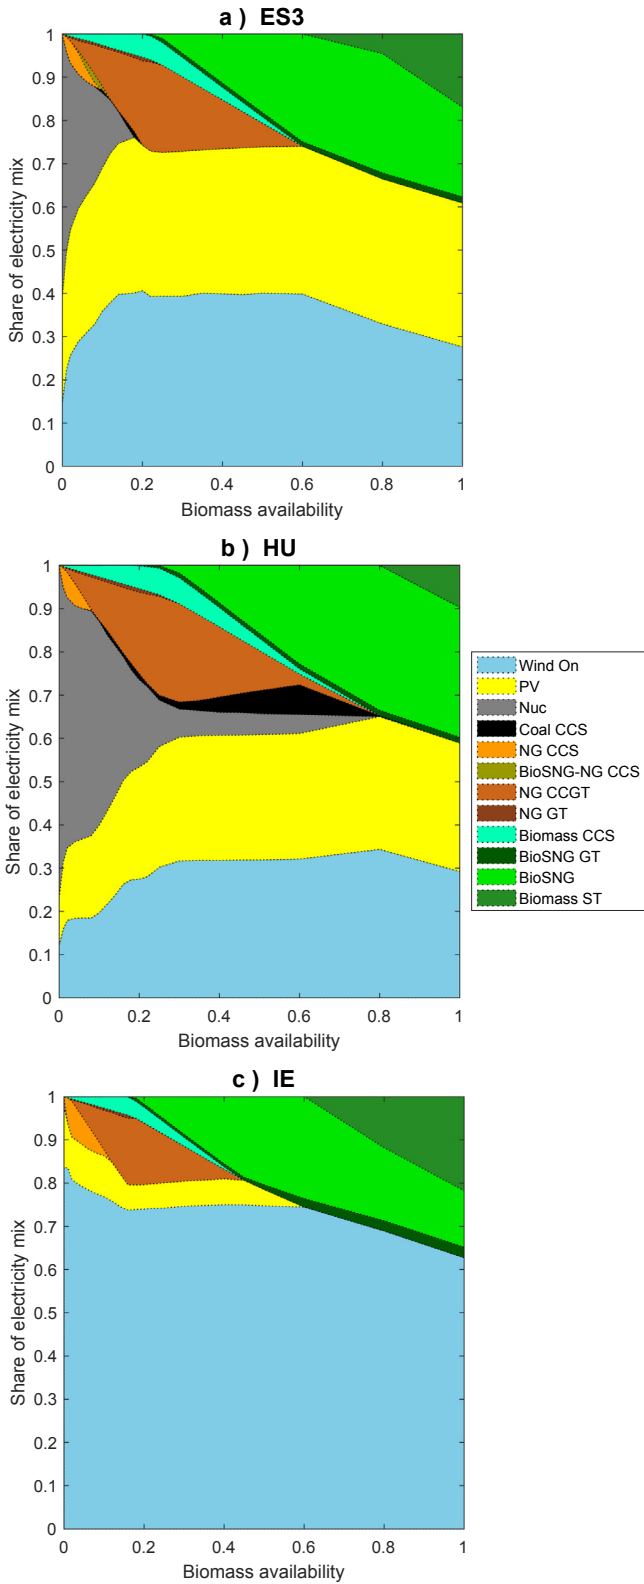 a ) ES3
1
0.9
0.8
0.7
0.6
0.5
0.4
0.3
0.2
0.1
0
Share of electricity mix
0 0.2 0.4 0.6 0.8 1
Biomass availability
b ) HU
1
0.9
0.8
0.7
0.6
0.5
0.4
0.3
0.2
0.1
0
Share of electricity mix
0 0.2 0.4 0.6 0.8 1
Biomass availability
Wind On
PV
Nuc
Coal CCS
NG CCS
BioSNG-NG CCS
NG CCGT
NG GT
Biomass CCS
BioSNG GT
BioSNG
Biomass ST
c ) IE
1
0.9
0.8
0.7
0.6
0.5
0.4
0.3
0.2
0.1
0
Share of electricity mix
0 0.2 0.4 0.6 0.8 1
Biomass availability